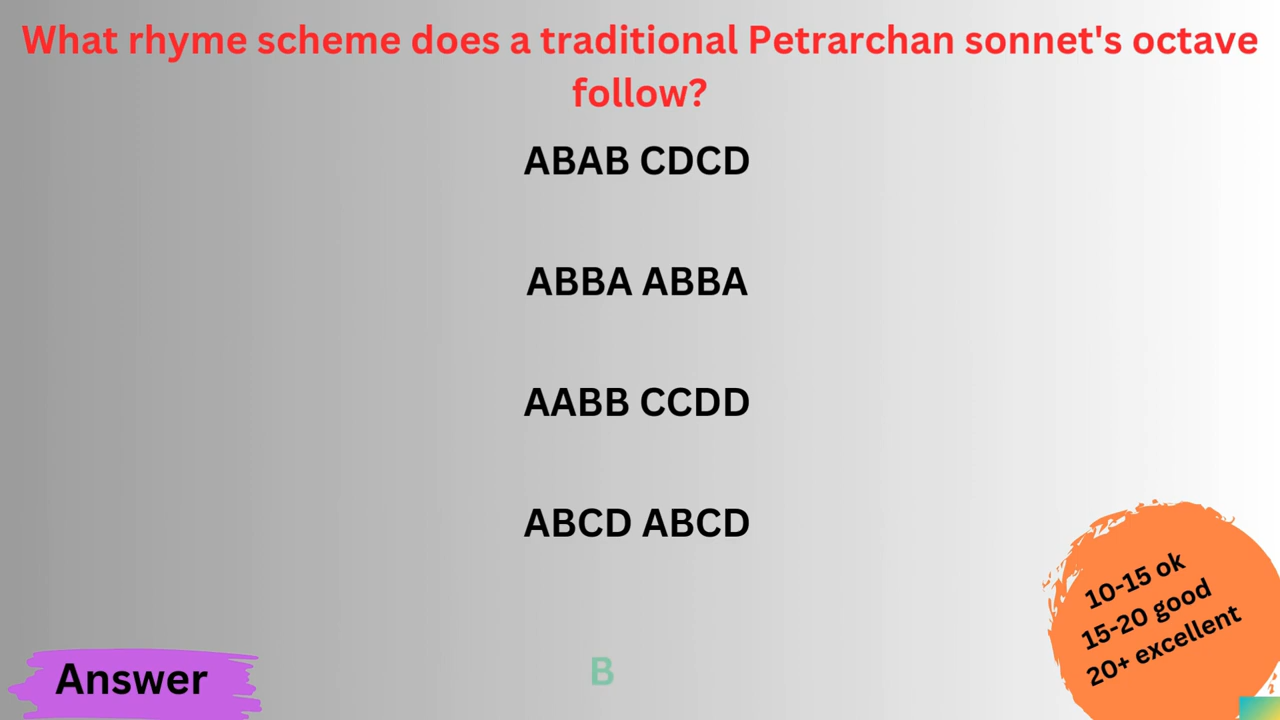 What rhyme scheme does a traditional Petrarchan sonnet's octave
follow?
ABAB CDCD
ABBA ABBA
AABB CCDD
ABCD ABCD
10-15 ok
15-20 good
20+ excellent
Answer
B